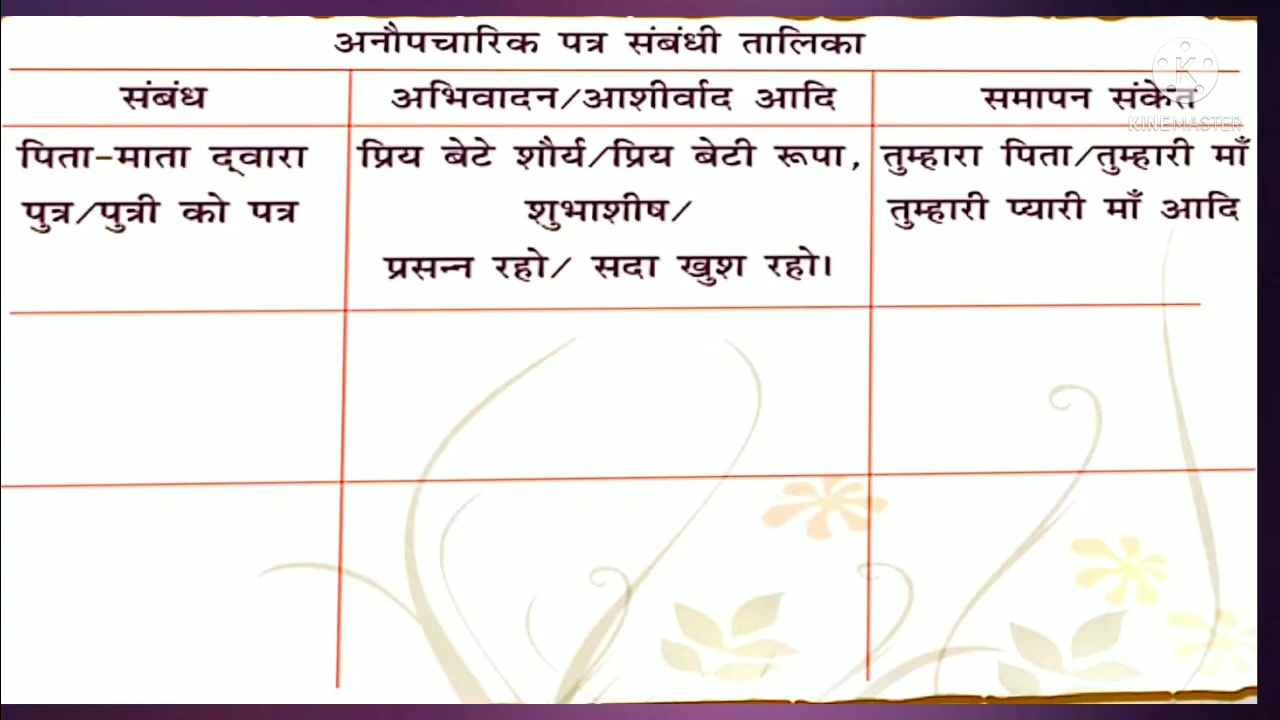 अनौपचारिक पत्र संबंधी तालिका
संबंध
अभिवादन/आशीर्वाद आदि
समापन संकेत
पिता-माता द्‌वारा
पुत्र/पुत्री को पत्र
प्रिय बेटे शौर्य/प्रिय बेटी रूपा,
शुभाशीष/
प्रसन्न रहो/ सदा खुश रहो।
तुम्हारा पिता/तुम्हारी माँ
तुम्हारी प्यारी माँ आदि
K
KINEMASTER